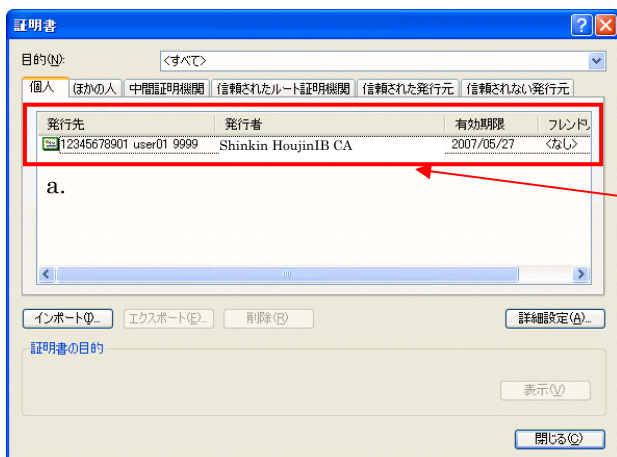 証明書
目的(N): <すべて>
個人 ほかの人 中間証明機関 信頼されたルート証明機関 信頼された発行元 信頼されない発行元
発行先 発行者 有効期限 フレンドリ
12345678901 user01 9999 Shinkin HoujinIB CA 2007/05/27 <なし>
a.
インポート(I)... エクスポート(E)... 削除(R) 詳細設定(A)...
証明書の目的
表示(V)
閉じる(C)